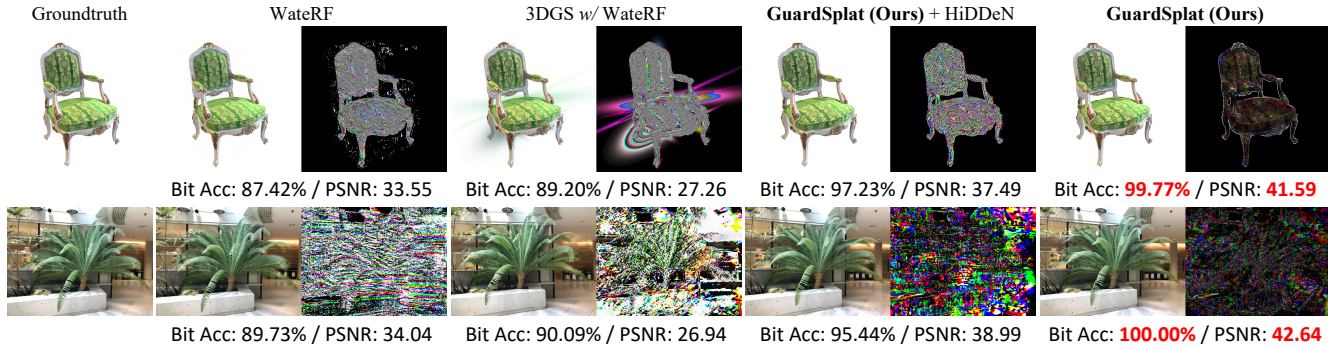 Groundtruth WateRF 3DGS w/ WateRF GuardSplat (Ours) + HiDDeN GuardSplat (Ours)
Bit Acc: 87.42% / PSNR: 33.55 Bit Acc: 89.20% / PSNR: 27.26 Bit Acc: 97.23% / PSNR: 37.49 Bit Acc: 99.77% / PSNR: 41.59
Bit Acc: 89.73% / PSNR: 34.04 Bit Acc: 90.09% / PSNR: 26.94 Bit Acc: 95.44% / PSNR: 38.99 Bit Acc: 100.00% / PSNR: 42.64